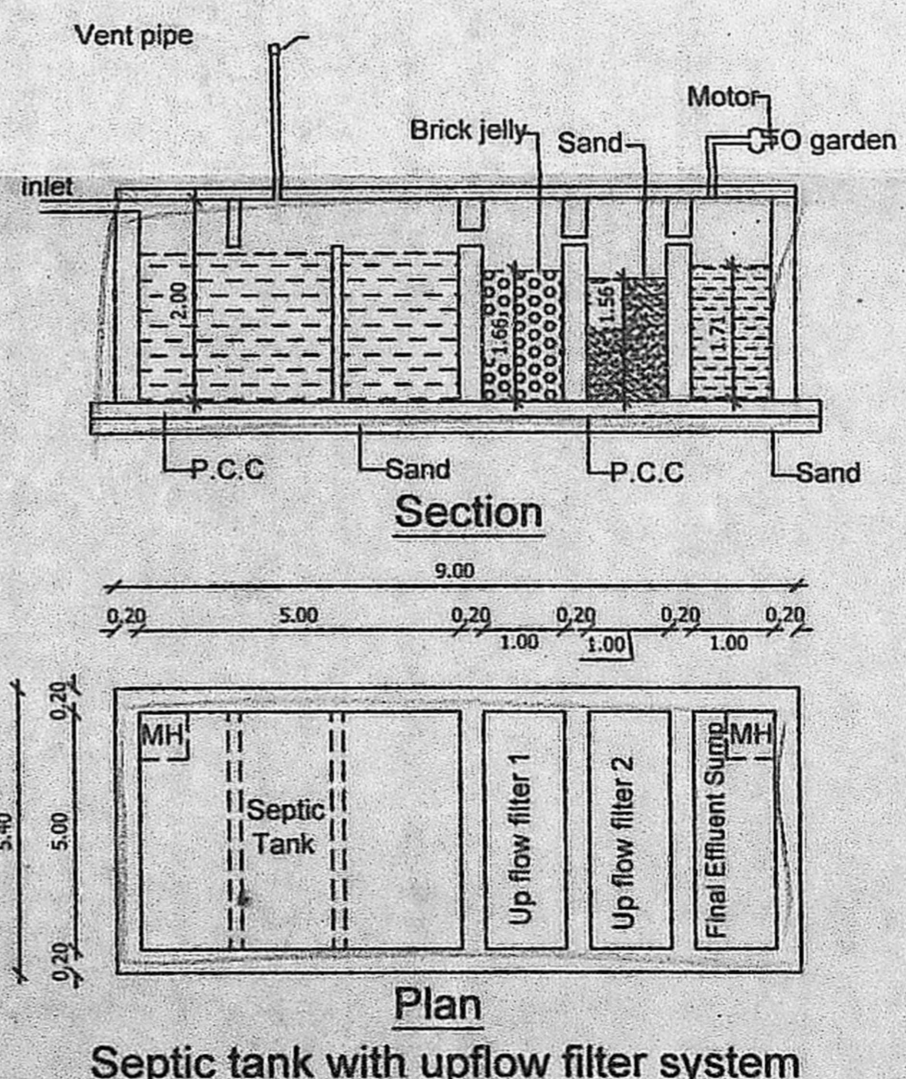 Vent pipe
Motor
Brick jelly
Sand
TO garden
inlet
2.00
1.66
1.56
1.71
P.C.C
Sand
P.C.C
Sand
Section
9.00
0,20 5.00 0,20 0,20 0,20 0,20
1.00 1.00 1.00
0,20
5.40
5.00
0,20
MH
Septic
Tank
Up flow filter 1
Up flow filter 2
Final Effluent Sump
MH
Plan
Septic tank with upflow filter system